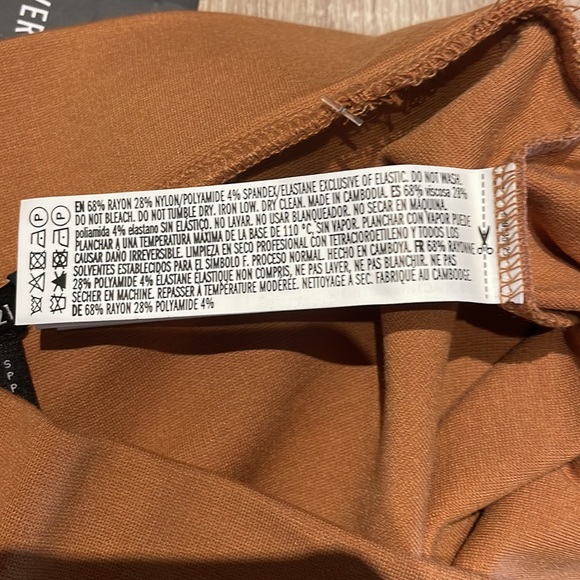 VER
EN 68% RAYON 28% NYLON/POLYAMIDE 4% SPANDEX/ELASTANE EXCLUSIVE OF ELASTIC. DO NOT WASH.
DO NOT BLEACH. DO NOT TUMBLE DRY. IRON LOW. DRY CLEAN. MADE IN CAMBODIA. ES 68% viscosa 28%
poliamida 4% elastano SIN ELÁSTICO. NO LAVAR. NO USAR BLANQUEADOR. NO SECAR EN MÁQUINA.
PLANCHAR A UNA TEMPERATURA MÁXIMA DE LA BASE DE 110 °C, SIN VAPOR. PLANCHAR CON VAPOR PUEDE
CAUSAR DAÑO IRREVERSIBLE. LIMPIEZA EN SECO PROFESIONAL CON TETRACLOROETILENO Y TODOS LOS
SOLVENTES ESTABLECIDOS PARA EL SIMBOLO F. PROCESO NORMAL. HECHO EN CAMBOYA. FR 68% RAYONNE
28% POLYAMIDE 4% ÉLASTANE ÉLASTIQUE NON COMPRIS, NE PAS LAVER, NE PAS BLANCHIR. NE PAS
SÉCHER EN MACHINE. REPASSER À TEMPÉRATURE MODÉRÉE. NETTOYAGE À SEC. FABRIQUÉ AU CAMBODGE.
DE 68% RAYON 28% POLYAMIDE 4%
P
P
21
S P P